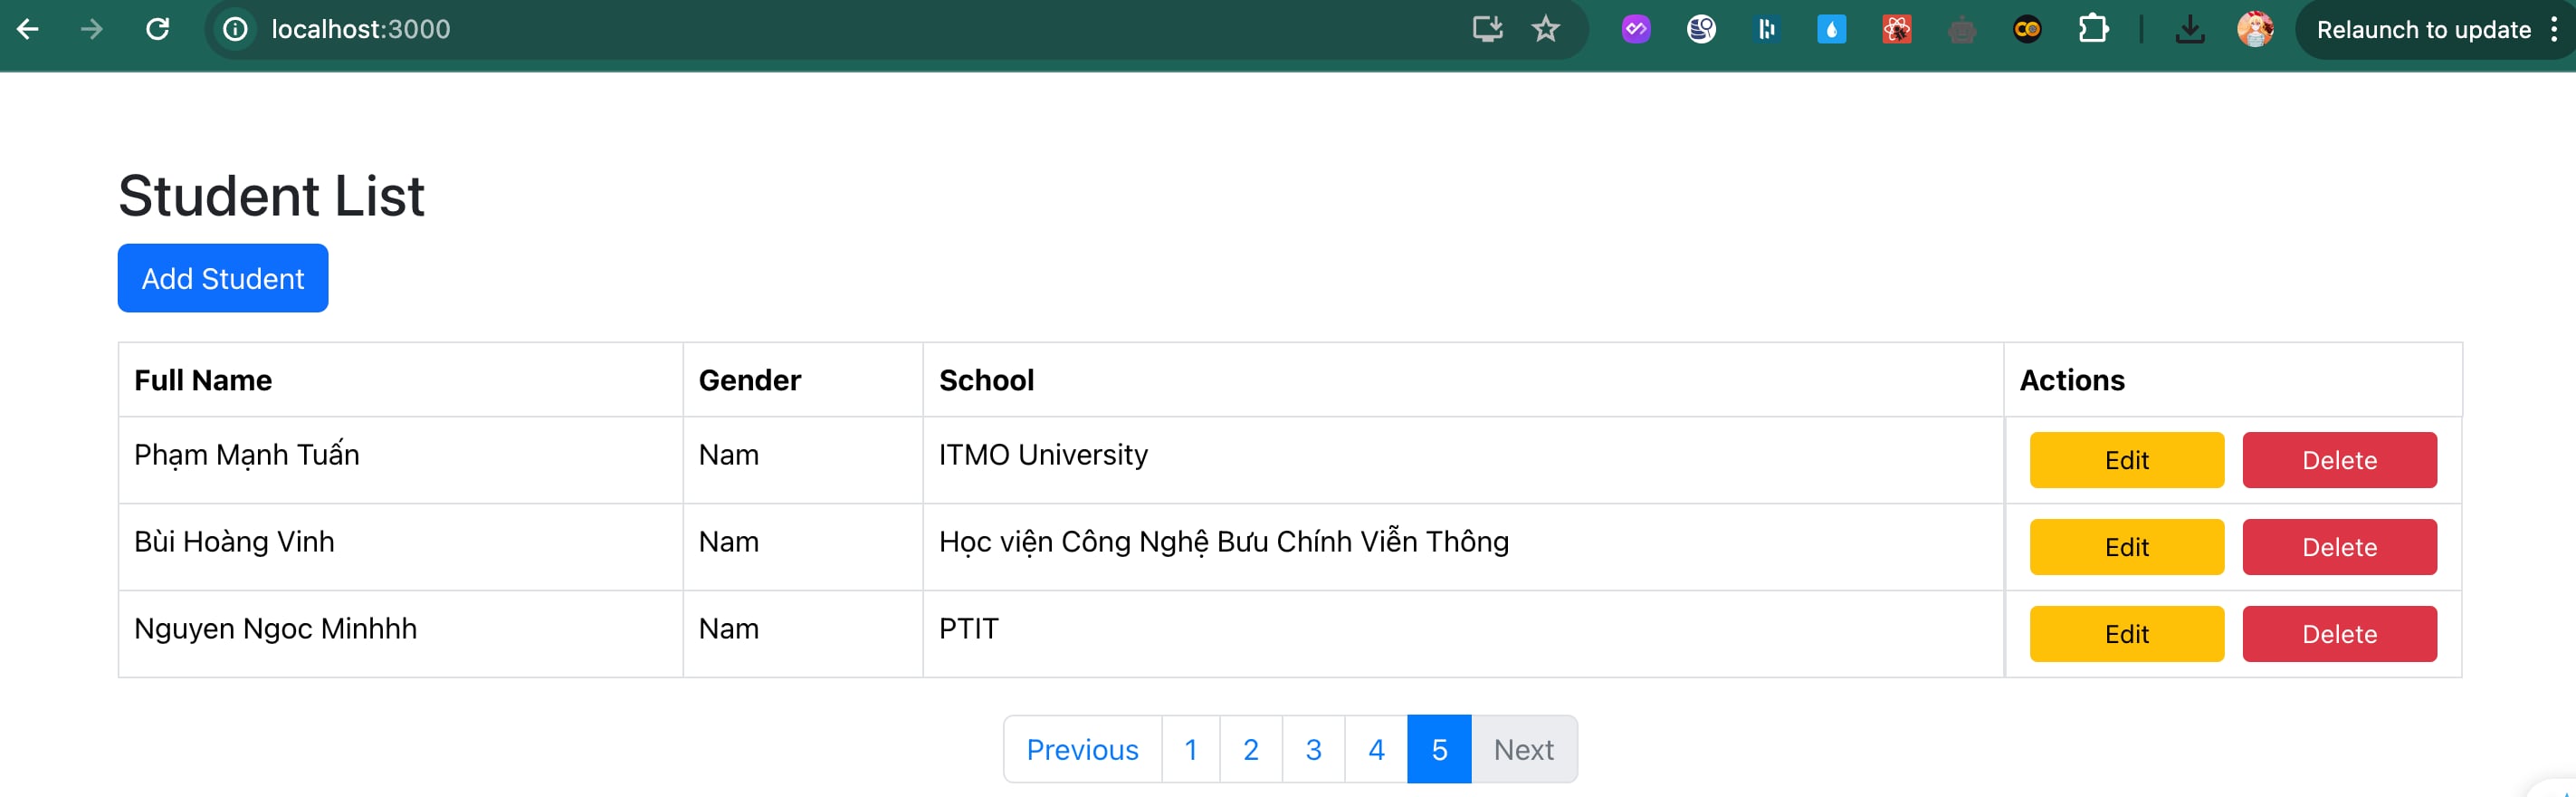 localhost:3000
Relaunch to update
Student List
Add Student
Full Name Gender School Actions
Phạm Mạnh Tuấn Nam ITMO University Edit Delete
Bùi Hoàng Vinh Nam Học viện Công Nghệ Bưu Chính Viễn Thông Edit Delete
Nguyen Ngoc Minhhh Nam PTIT Edit Delete
Previous 1 2 3 4 5 Next